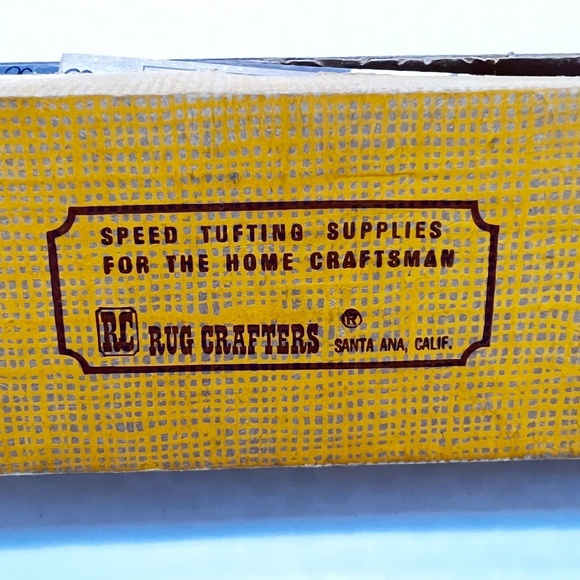 SPEED TUFTING SUPPLIES
FOR THE HOME CRAFTSMAN
RC RUG CRAFTERS ® SANTA ANA, CALIF.